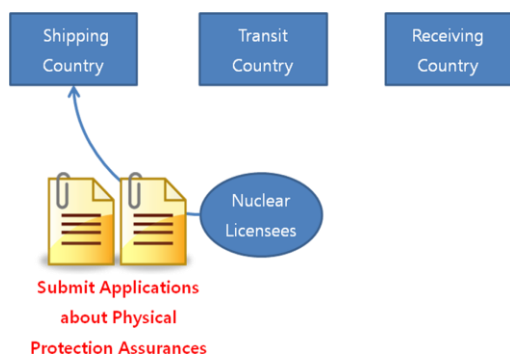 Shipping
Country
Transit
Country
Receiving
Country
Nuclear
Licensees
Submit Applications
about Physical
Protection Assurances